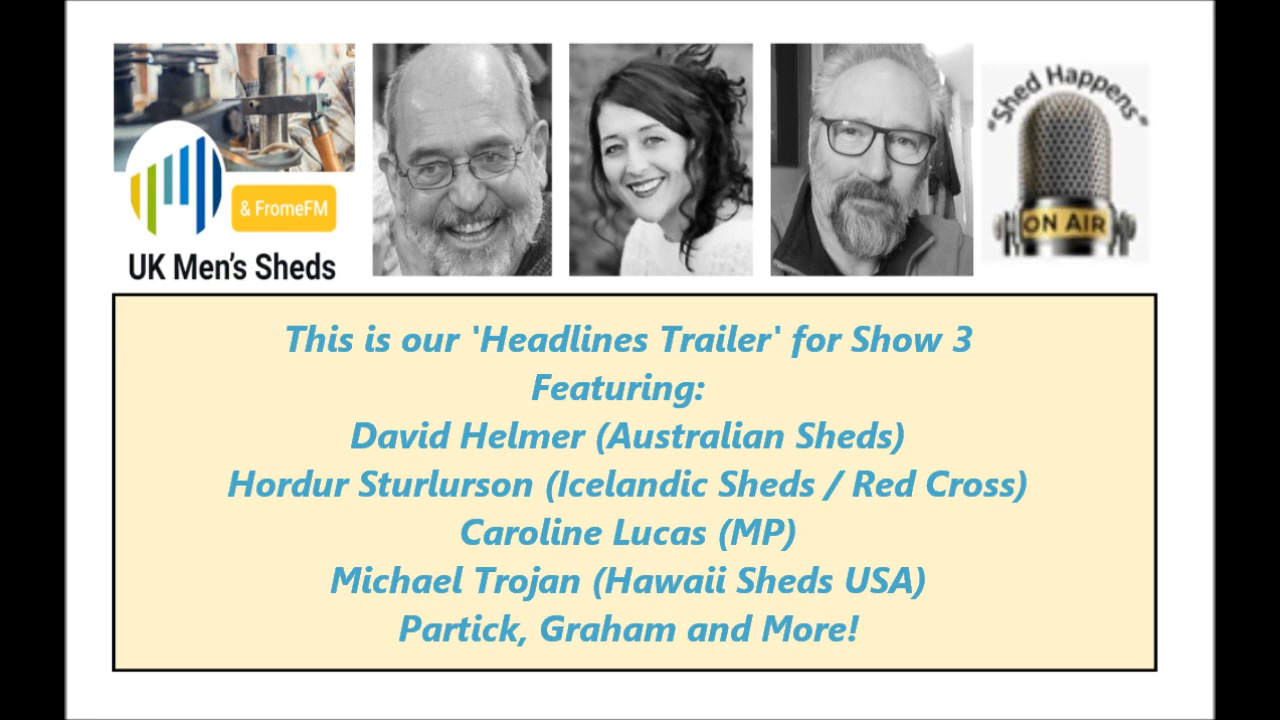 "Shed Happens"
& FromeFM
ON AIR
UK Men's Sheds
This is our 'Headlines Trailer' for Show 3
Featuring:
David Helmer (Australian Sheds)
Hordur Sturlurson (Icelandic Sheds / Red Cross)
Caroline Lucas (MP)
Michael Trojan (Hawaii Sheds USA)
Partick, Graham and More!